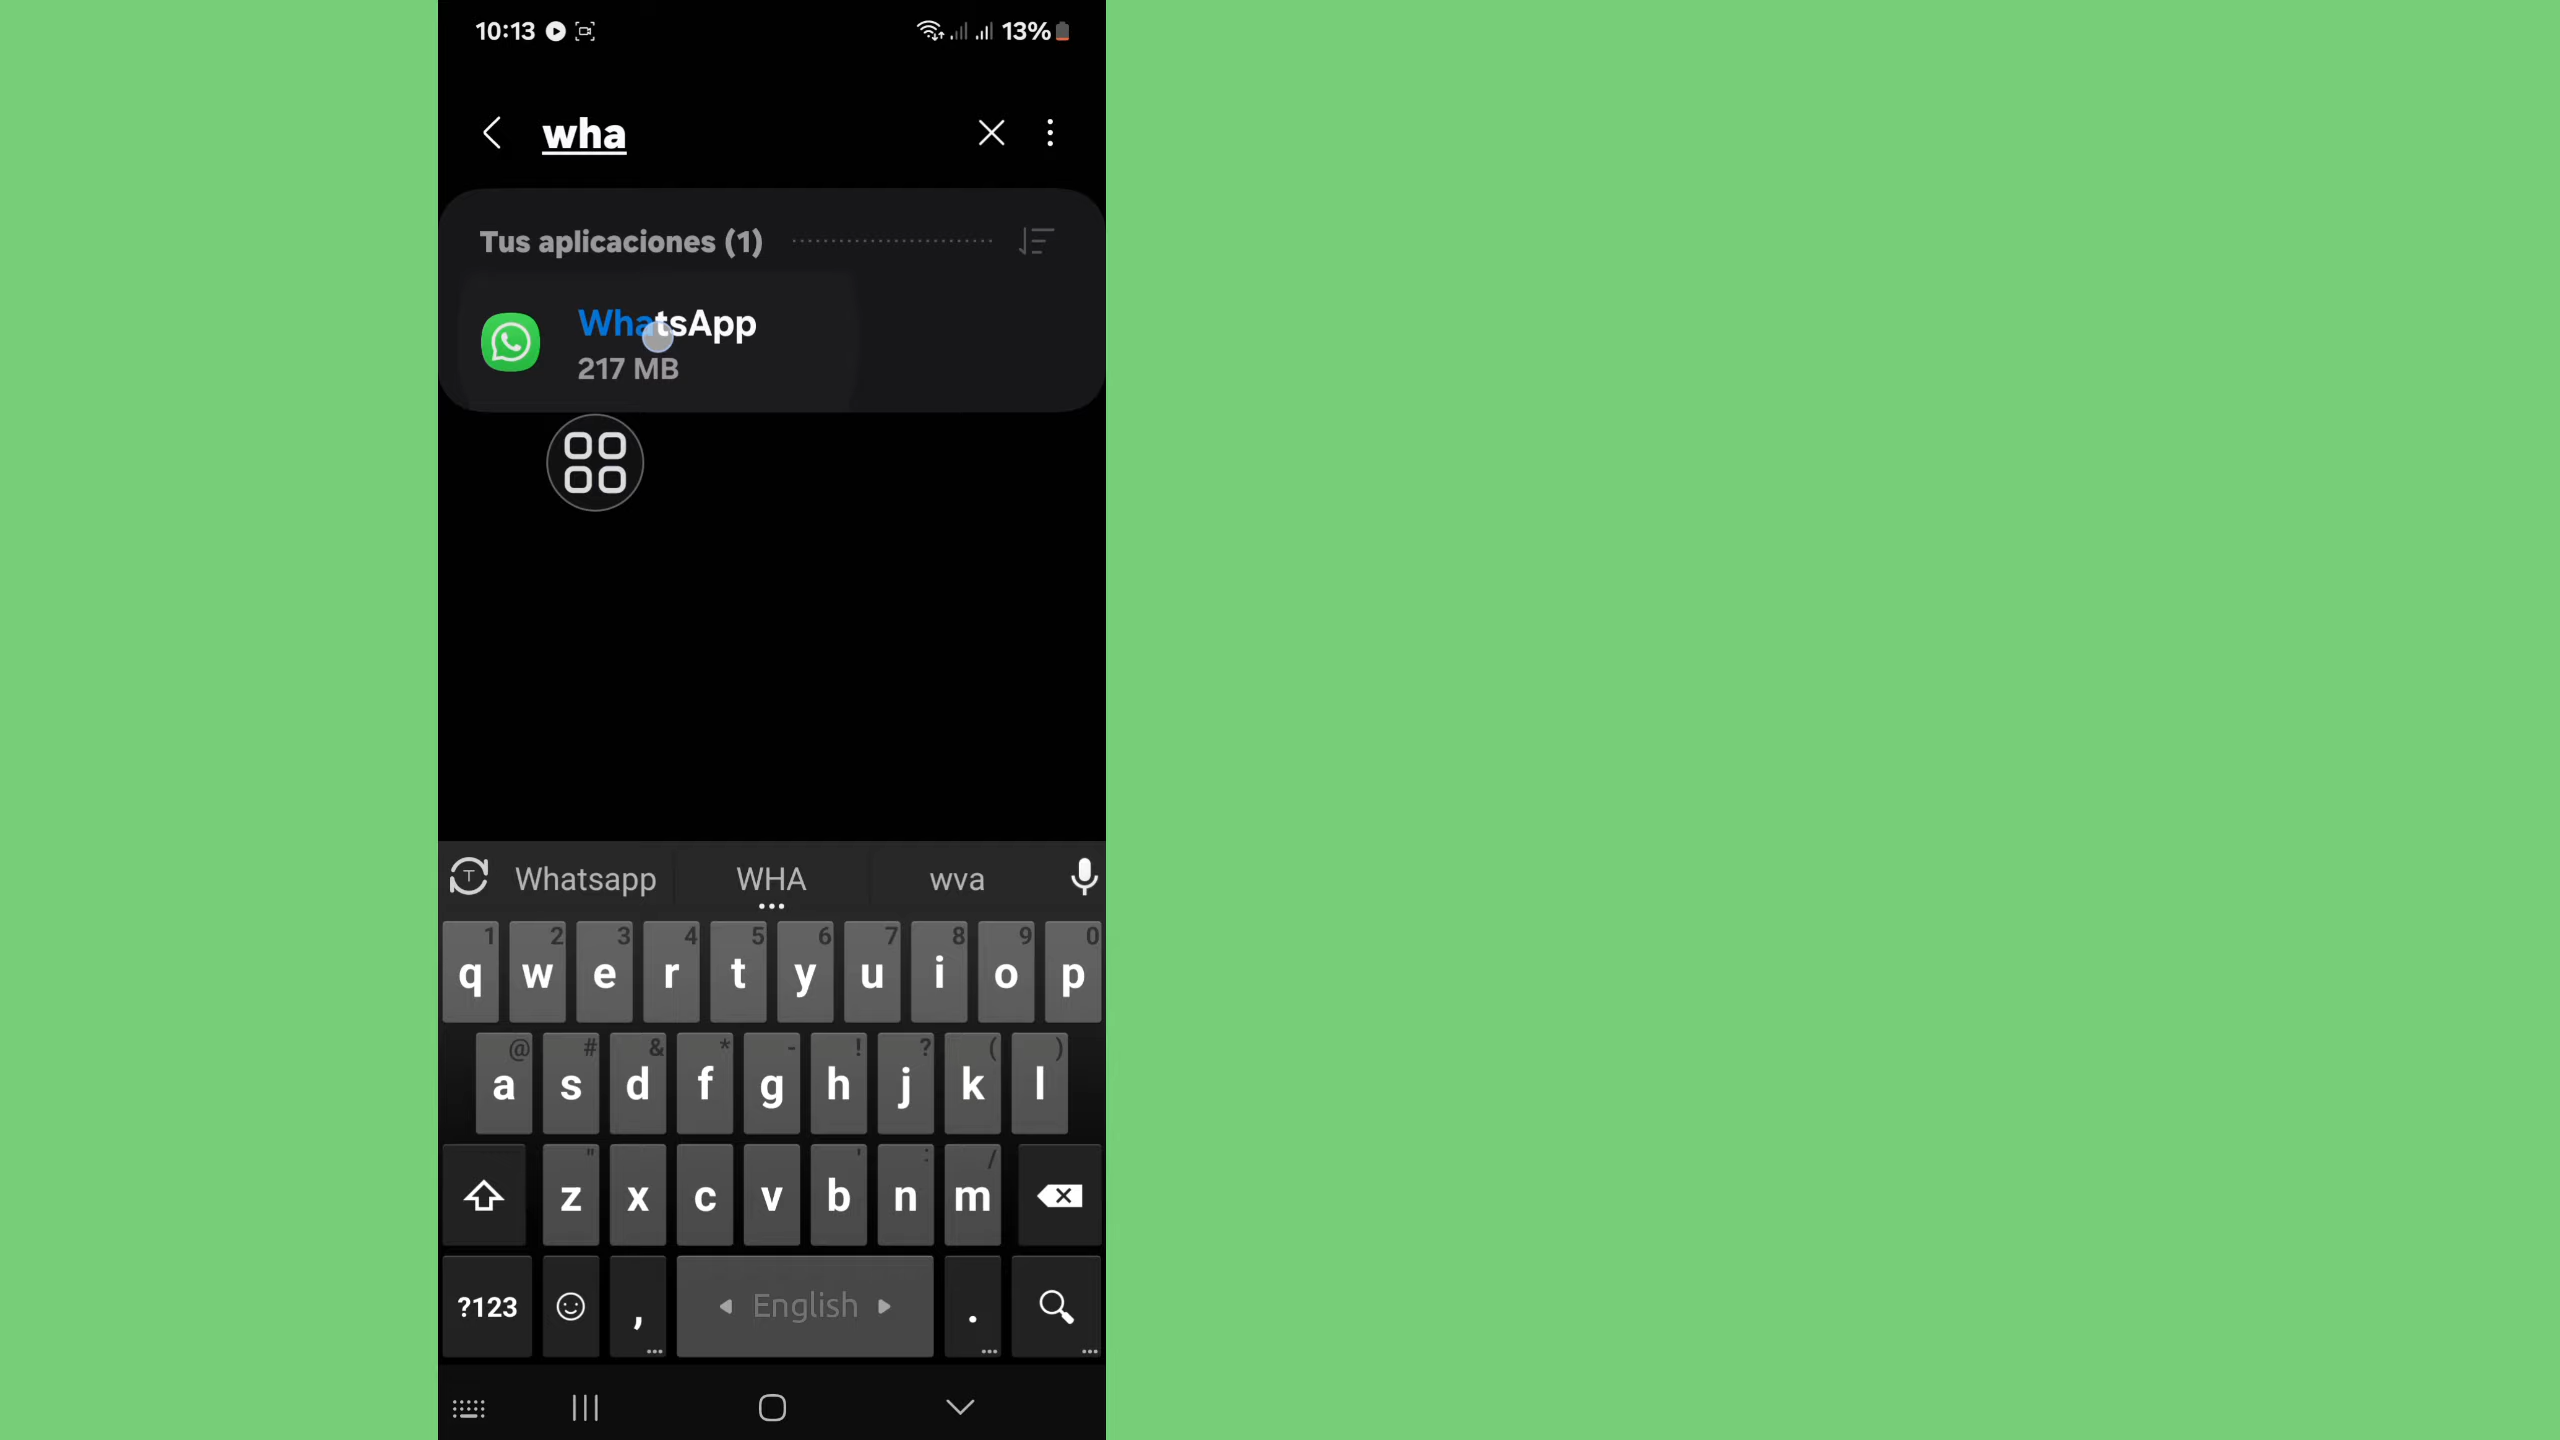 10:13 13%
wha
Tus aplicaciones (1)
WhatsApp
217 MB
T Whatsapp WHA wva
1 2 3 4 5 6 7 8 9 0
q w e r t y u i o p
@ # & * - ! ? ( )
a s d f g h j k l
" ' : /
z x c v b n m
?123 , English .